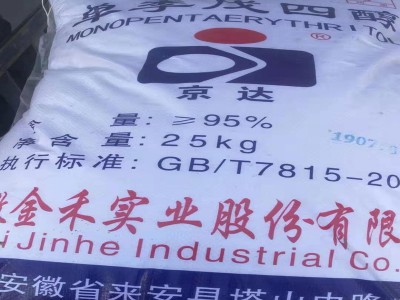 单季戊四醇
MONOPENTAERYTHRITOL
京达
量: ≥95%
净含量: 25kg
1907
执行标准: GB/T7815-20
金禾实业股份有限
i Jinhe Industrial Co.
安徽省来安县塔山